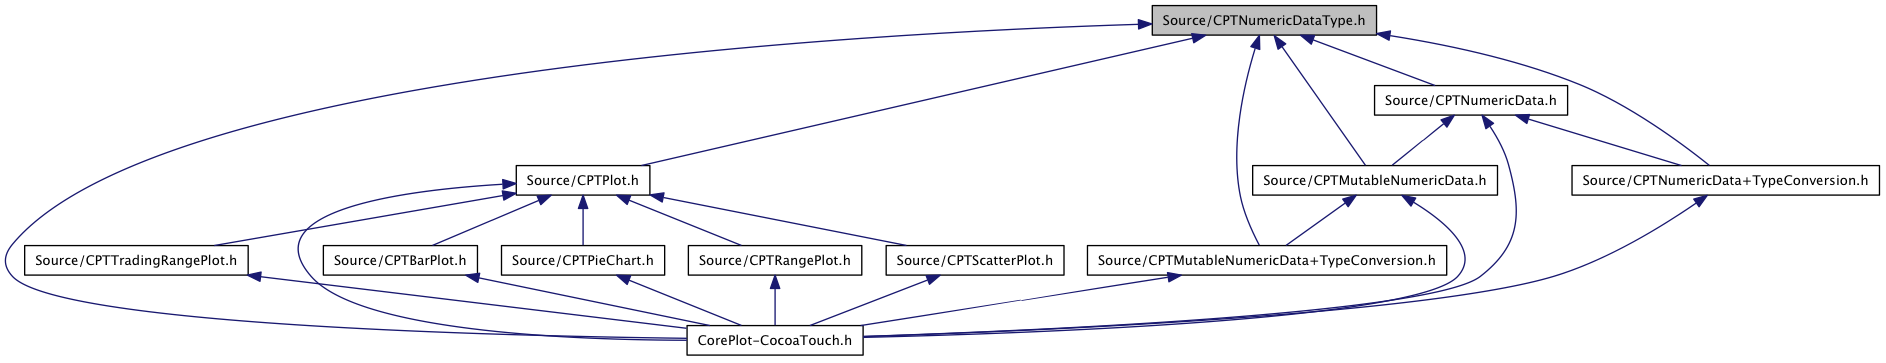 Source/CPTNumericDataType.h
Source/CPTNumericData.h
Source/CPTPlot.h
Source/CPTMutableNumericData.h
Source/CPTNumericData+TypeConversion.h
Source/CPTTradingRangePlot.h
Source/CPTBarPlot.h
Source/CPTPieChart.h
Source/CPTRangePlot.h
Source/CPTScatterPlot.h
Source/CPTMutableNumericData+TypeConversion.h
CorePlot-CocoaTouch.h